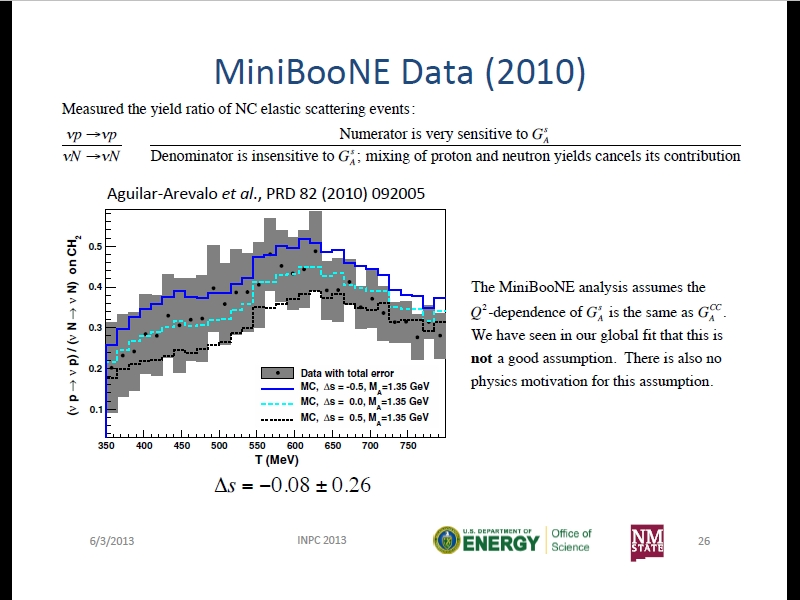 MiniBooNE Data (2010)
Measured the yield ratio of NC elastic scattering events:
νp → νp
νN → νN
Numerator is very sensitive to G_A^s
Denominator is insensitive to G_A^s; mixing of proton and neutron yields cancels its contribution
Aguilar-Arevalo et al., PRD 82 (2010) 092005
(ν p → ν p) / (ν N → ν N) on CH₂
0.5
0.4
0.3
0.2
0.1
Data with total error
MC, Δs = -0.5, M_A=1.35 GeV
MC, Δs = 0.0, M_A=1.35 GeV
MC, Δs = 0.5, M_A=1.35 GeV
350 400 450 500 550 600 650 700 750
T (MeV)
Δs = −0.08 ± 0.26
The MiniBooNE analysis assumes the
Q²-dependence of G_A^s is the same as G_A^CC.
We have seen in our global fit that this is
not a good assumption. There is also no
physics motivation for this assumption.
6/3/2013
INPC 2013
U.S. DEPARTMENT OF
ENERGY
Office of
Science
NM
STATE
26